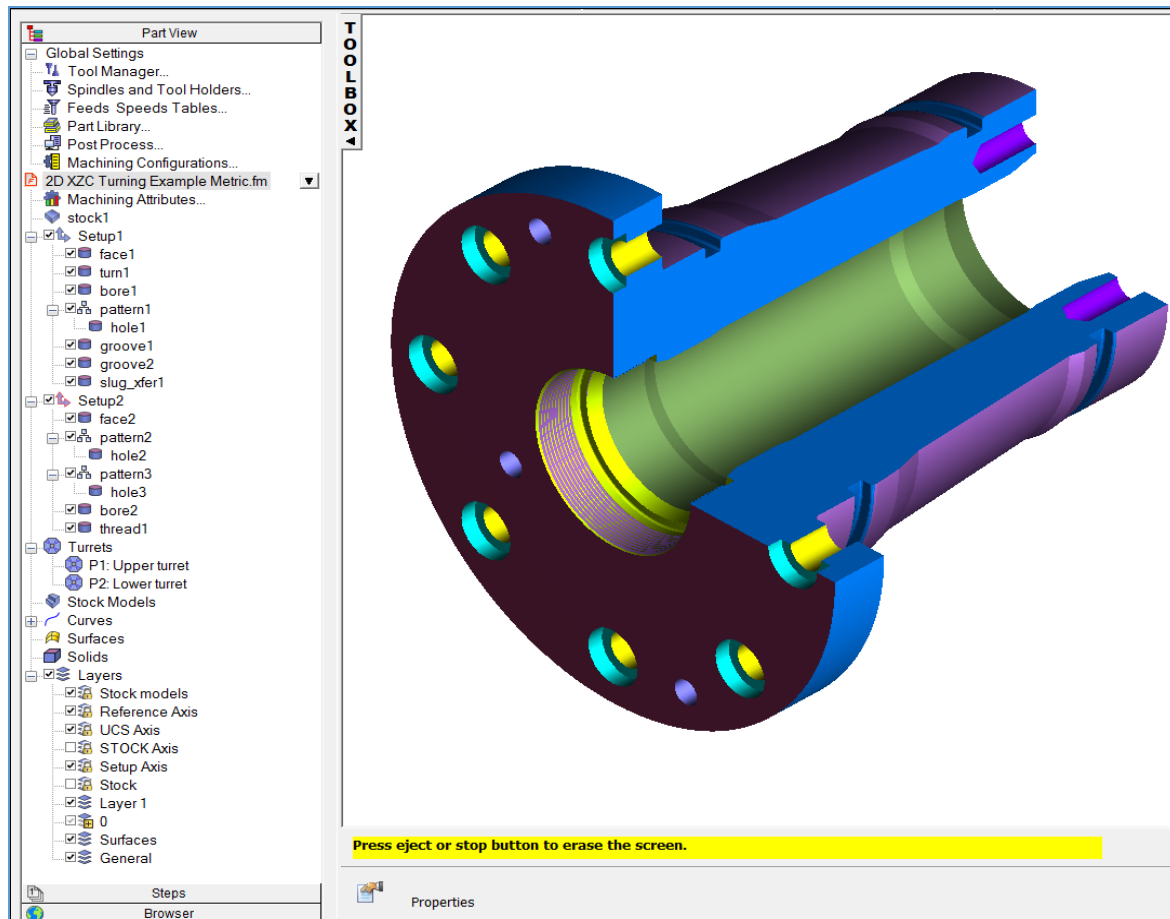 Part View
Global Settings
Tool Manager...
Spindles and Tool Holders...
Feeds Speeds Tables...
Part Library...
Post Process...
Machining Configurations...
2D XZC Turning Example Metric.fm
Machining Attributes...
stock1
Setup1
face1
turn1
bore1
pattern1
hole1
groove1
groove2
slug_xfer1
Setup2
face2
pattern2
hole2
pattern3
hole3
bore2
thread1
Turrets
P1: Upper turret
P2: Lower turret
Stock Models
Curves
Surfaces
Solids
Layers
Stock models
Reference Axis
UCS Axis
STOCK Axis
Setup Axis
Stock
Layer 1
0
Surfaces
General
Steps
Browser
TOOLBOX
Press eject or stop button to erase the screen.
Properties